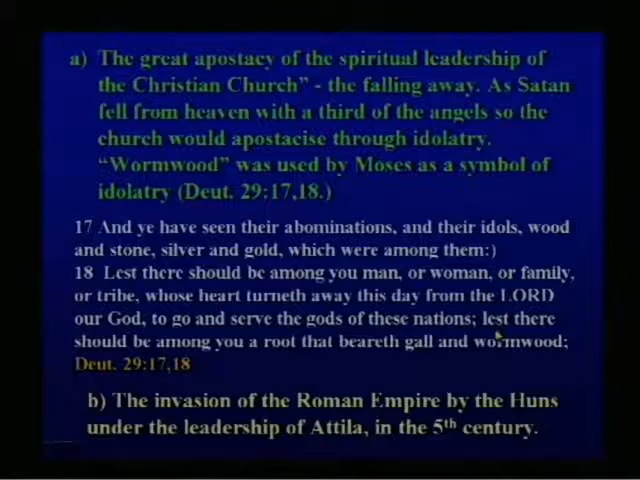 a) The great apostacy of the spiritual leadership of
the Christian Church" - the falling away. As Satan
fell from heaven with a third of the angels so the
church would apostacise through idolatry.
"Wormwood" was used by Moses as a symbol of
idolatry (Deut. 29:17,18.)
17 And ye have seen their abominations, and their idols, wood
and stone, silver and gold, which were among them:)
18 Lest there should be among you man, or woman, or family,
or tribe, whose heart turneth away this day from the LORD
our God, to go and serve the gods of these nations; lest there
should be among you a root that beareth gall and wormwood;
Deut. 29:17,18
b) The invasion of the Roman Empire by the Huns
under the leadership of Attila, in the 5th century.